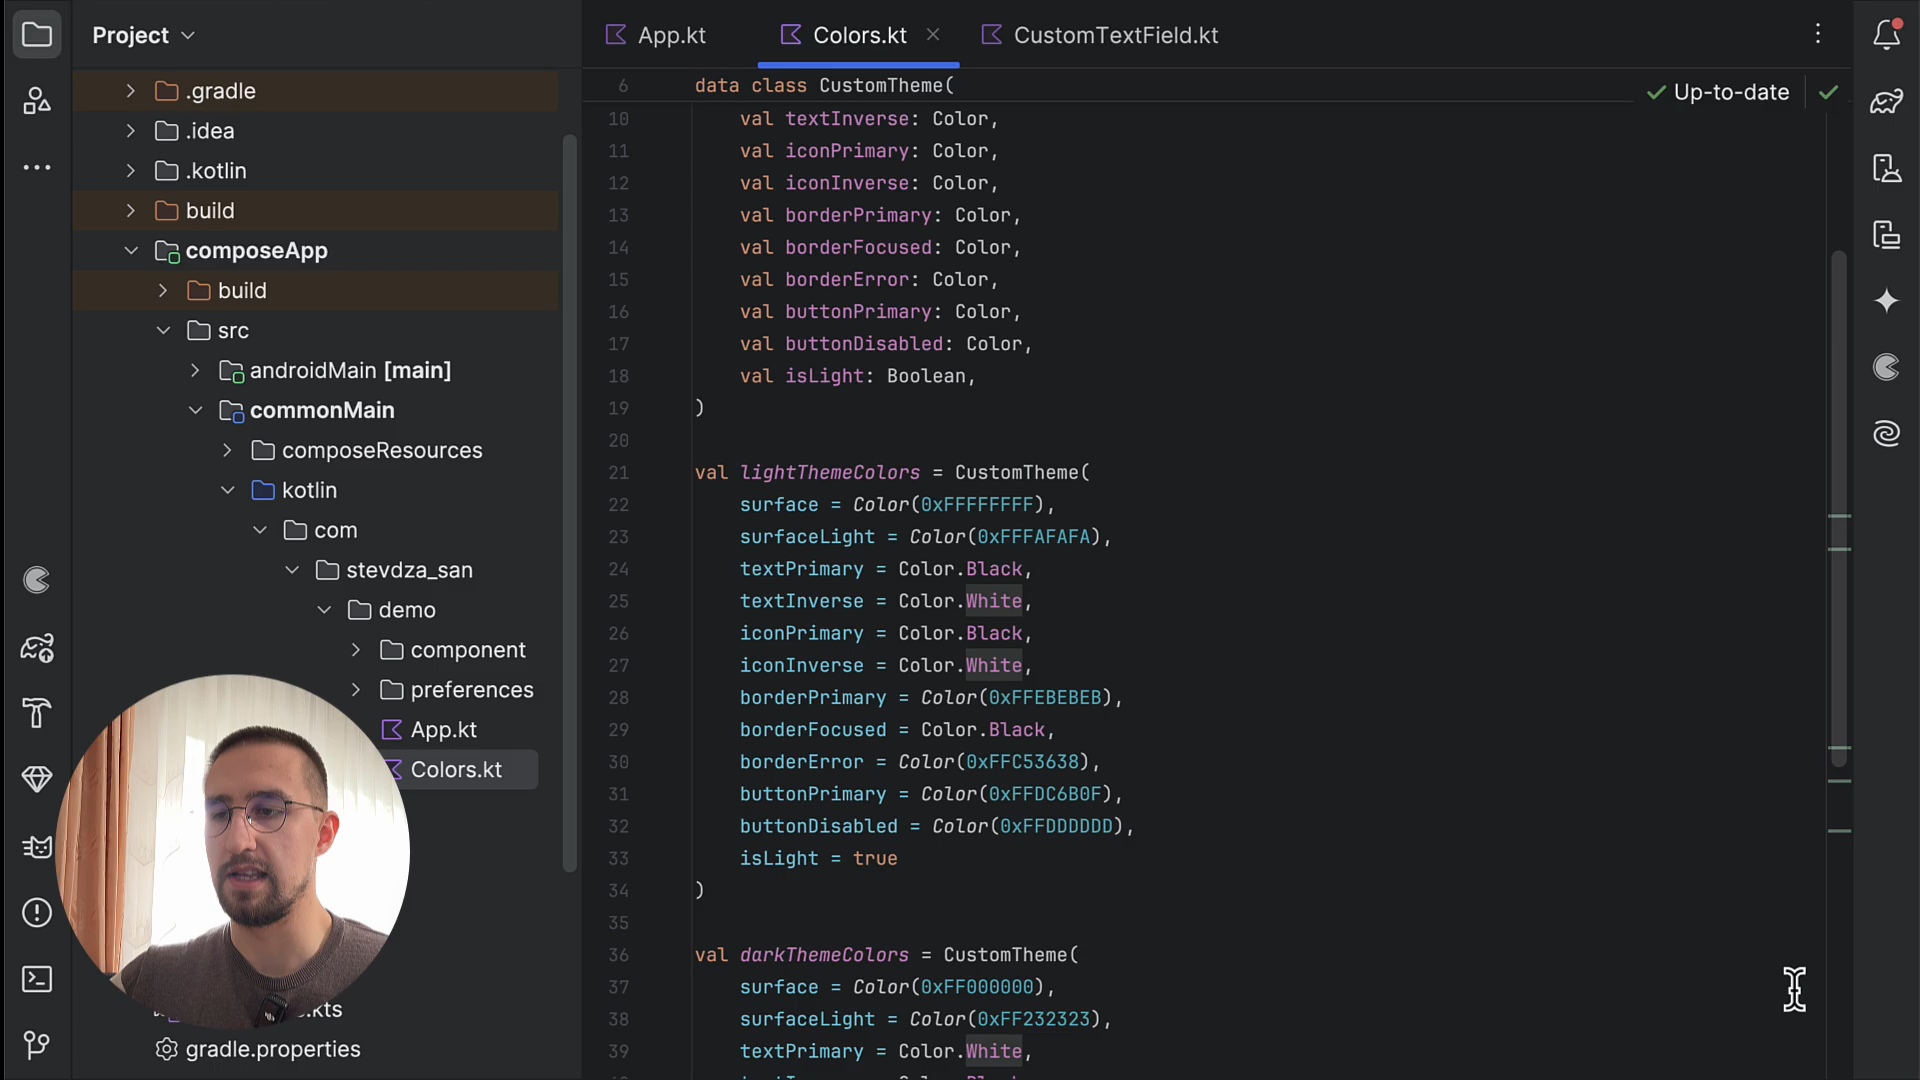 Project
.gradle
.idea
.kotlin
build
composeApp
build
src
androidMain [main]
commonMain
composeResources
kotlin
com
stevdza_san
demo
component
preferences
App.kt
Colors.kt
.kts
gradle.properties
App.kt
Colors.kt
CustomTextField.kt
Up-to-date
6 data class CustomTheme(
10 val textInverse: Color,
11 val iconPrimary: Color,
12 val iconInverse: Color,
13 val borderPrimary: Color,
14 val borderFocused: Color,
15 val borderError: Color,
16 val buttonPrimary: Color,
17 val buttonDisabled: Color,
18 val isLight: Boolean,
19 )
20
21 val lightThemeColors = CustomTheme(
22 surface = Color(0xFFFFFFFF),
23 surfaceLight = Color(0xFFFAFAFA),
24 textPrimary = Color.Black,
25 textInverse = Color.White,
26 iconPrimary = Color.Black,
27 iconInverse = Color.White,
28 borderPrimary = Color(0xFFEBEBEB),
29 borderFocused = Color.Black,
30 borderError = Color(0xFFC53638),
31 buttonPrimary = Color(0xFFDC6B0F),
32 buttonDisabled = Color(0xFFDDDDDD),
33 isLight = true
34 )
35
36 val darkThemeColors = CustomTheme(
37 surface = Color(0xFF000000),
38 surfaceLight = Color(0xFF232323),
39 textPrimary = Color.White,